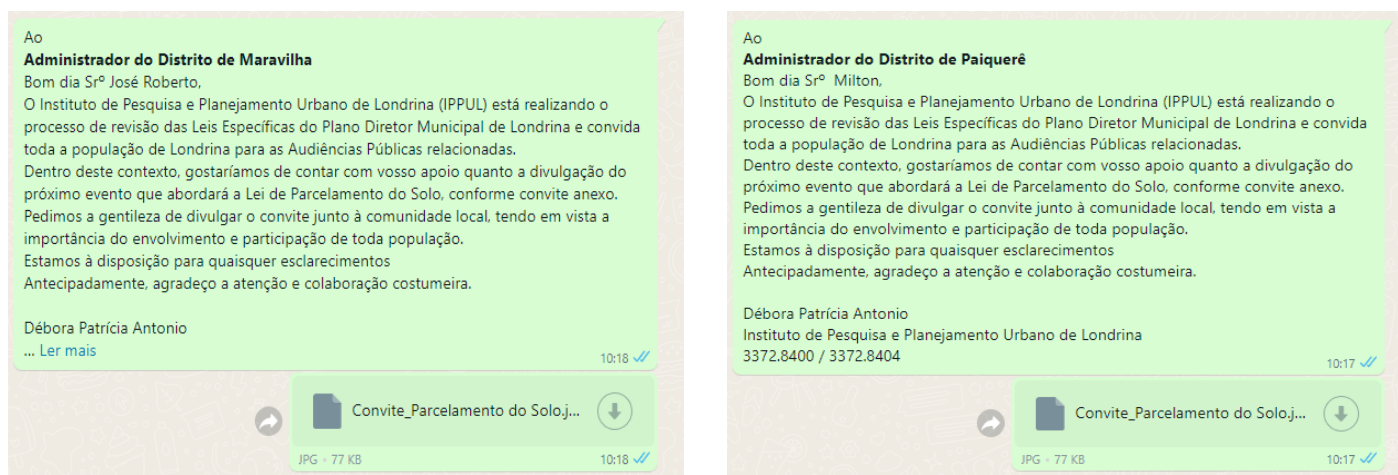 Ao
Administrador do Distrito de Maravilha
Bom dia Srº José Roberto,
O Instituto de Pesquisa e Planejamento Urbano de Londrina (IPPUL) está realizando o
processo de revisão das Leis Específicas do Plano Diretor Municipal de Londrina e convida
toda a população de Londrina para as Audiências Públicas relacionadas.
Dentro deste contexto, gostaríamos de contar com vosso apoio quanto a divulgação do
próximo evento que abordará a Lei de Parcelamento do Solo, conforme convite anexo.
Pedimos a gentileza de divulgar o convite junto à comunidade local, tendo em vista a
importância do envolvimento e participação de toda população.
Estamos à disposição para quaisquer esclarecimentos
Antecipadamente, agradeço a atenção e colaboração costumeira.
Débora Patrícia Antonio
... Ler mais
10:18
Convite_Parcelamento do Solo.j...
JPG • 77 KB
10:18
Ao
Administrador do Distrito de Paiquerê
Bom dia Srº Milton,
O Instituto de Pesquisa e Planejamento Urbano de Londrina (IPPUL) está realizando o
processo de revisão das Leis Específicas do Plano Diretor Municipal de Londrina e convida
toda a população de Londrina para as Audiências Públicas relacionadas.
Dentro deste contexto, gostaríamos de contar com vosso apoio quanto a divulgação do
próximo evento que abordará a Lei de Parcelamento do Solo, conforme convite anexo.
Pedimos a gentileza de divulgar o convite junto à comunidade local, tendo em vista a
importância do envolvimento e participação de toda população.
Estamos à disposição para quaisquer esclarecimentos
Antecipadamente, agradeço a atenção e colaboração costumeira.
Débora Patrícia Antonio
Instituto de Pesquisa e Planejamento Urbano de Londrina
3372.8400 / 3372.8404
10:17
Convite_Parcelamento do Solo.j...
JPG • 77 KB
10:17